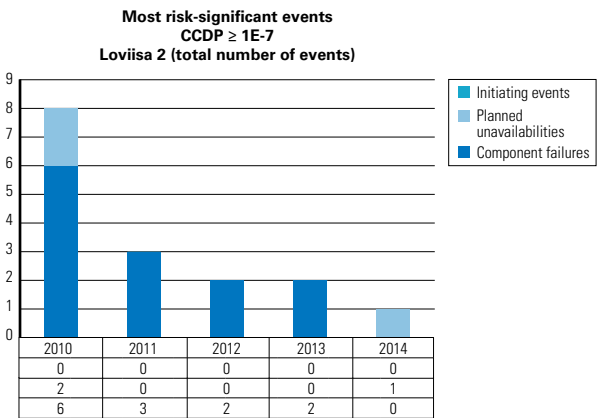 Most risk-significant events
CCDP ≥ 1E-7
Loviisa 2 (total number of events)
9
8
7
6
5
4
3
2
1
0
Initiating events
Planned
unavailabilities
Component failures
2010 2011 2012 2013 2014
0 0 0 0 0
2 0 0 0 1
6 3 2 2 0